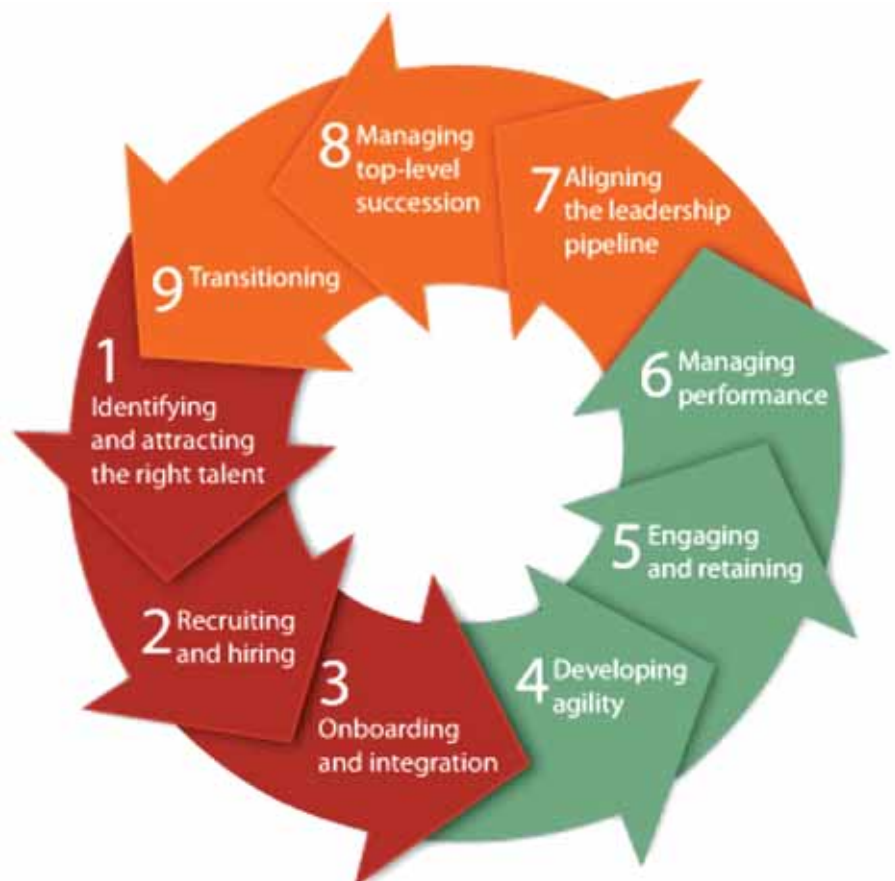 1
Identifying
and attracting
the right talent
2 Recruiting
and hiring
3
Onboarding
and integration
4 Developing
agility
5 Engaging
and retaining
6 Managing
performance
7 Aligning
the leadership
pipeline
8 Managing
top-level
succession
9 Transitioning